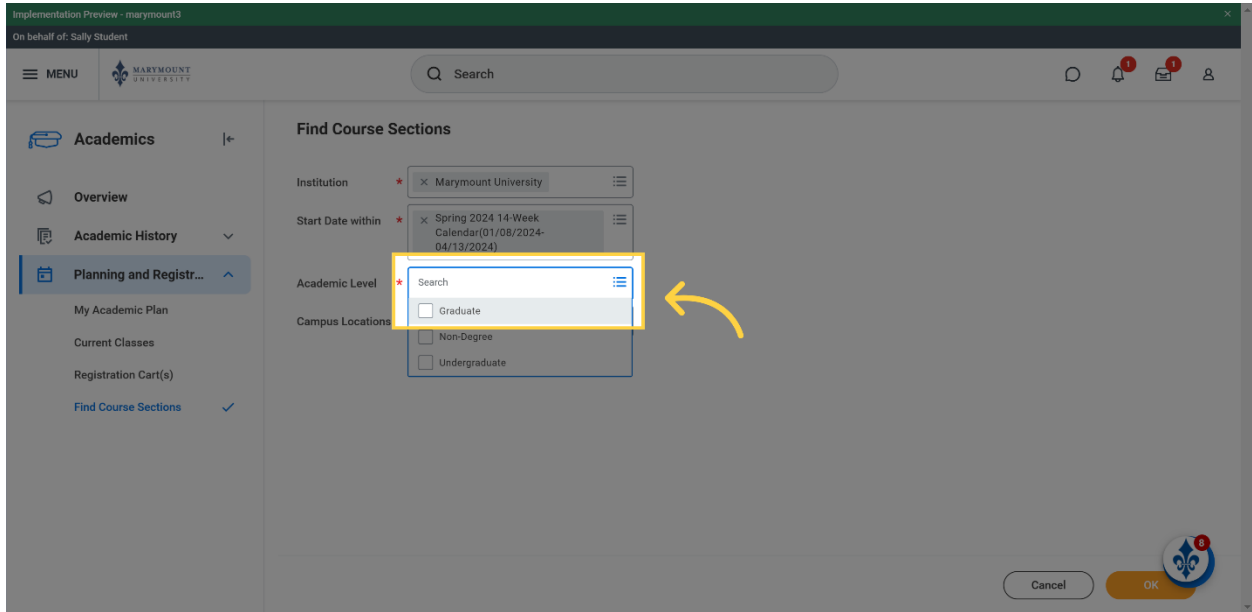 Implementation Preview - marymount3
On behalf of: Sally Student
MENU
MARYMOUNT
UNIVERSITY
Search
1
1
Academics
Overview
Academic History
Planning and Registr...
My Academic Plan
Current Classes
Registration Cart(s)
Find Course Sections
Find Course Sections
Institution *
Marymount University
Start Date within *
Spring 2024 14-Week
Calendar(01/08/2024-
04/13/2024)
Academic Level *
Search
Graduate
Campus Locations
Non-Degree
Undergraduate
8
Cancel
OK